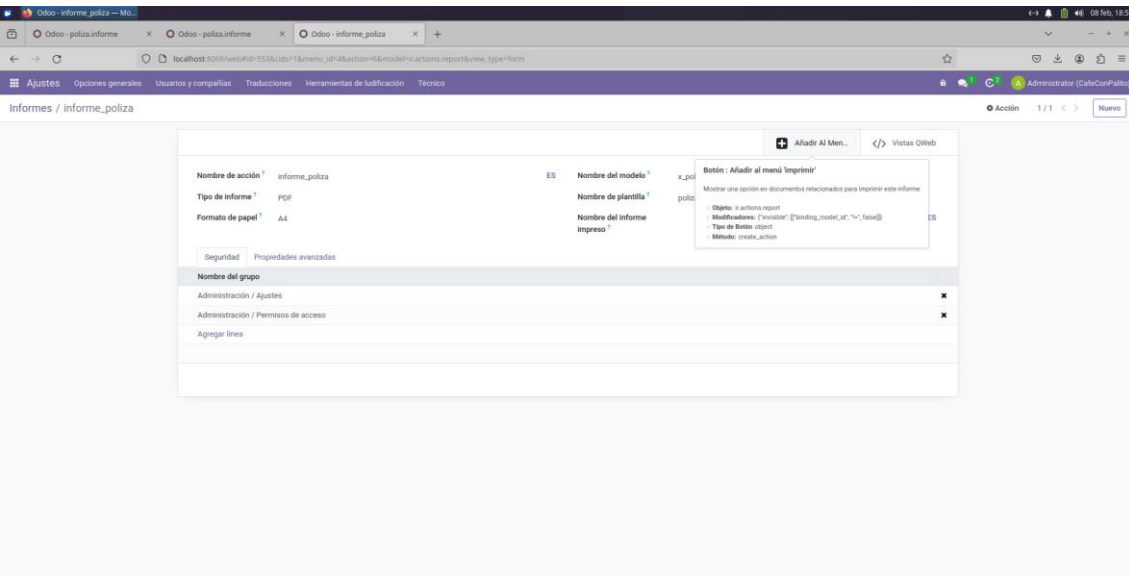 Odoo - informe_poliza — Mo...
08 feb, 18:5
Odoo - poliza.informe
Odoo - poliza.informe
Odoo - informe_poliza
localhost:8069/web#id=553&cids=1&menu_id=4&action=6&model=ir.actions.report&view_type=form
Ajustes Opciones generales Usuarios y compañías Traducciones Herramientas de ludificación Técnico
1 2 A Administrator (CafeConPalito)
Informes / informe_poliza
Acción 1 / 1 < > Nuevo
Añadir Al Men... </> Vistas QWeb
Nombre de acción ? informe_poliza ES
Nombre del modelo ? x_pol
Tipo de informe ? PDF
Nombre de plantilla ? poliz
Formato de papel ? A4
Nombre del informe impreso ? ES
Botón : Añadir al menú 'imprimir'
Mostrar una opción en documentos relacionados para imprimir este informe
Objeto: ir.actions.report
Modificadores: {"invisible": [["binding_model_id", "!=", false]]}
Tipo de Botón object
Método: create_action
Seguridad Propiedades avanzadas
Nombre del grupo
Administración / Ajustes
Administración / Permisos de acceso
Agregar línea